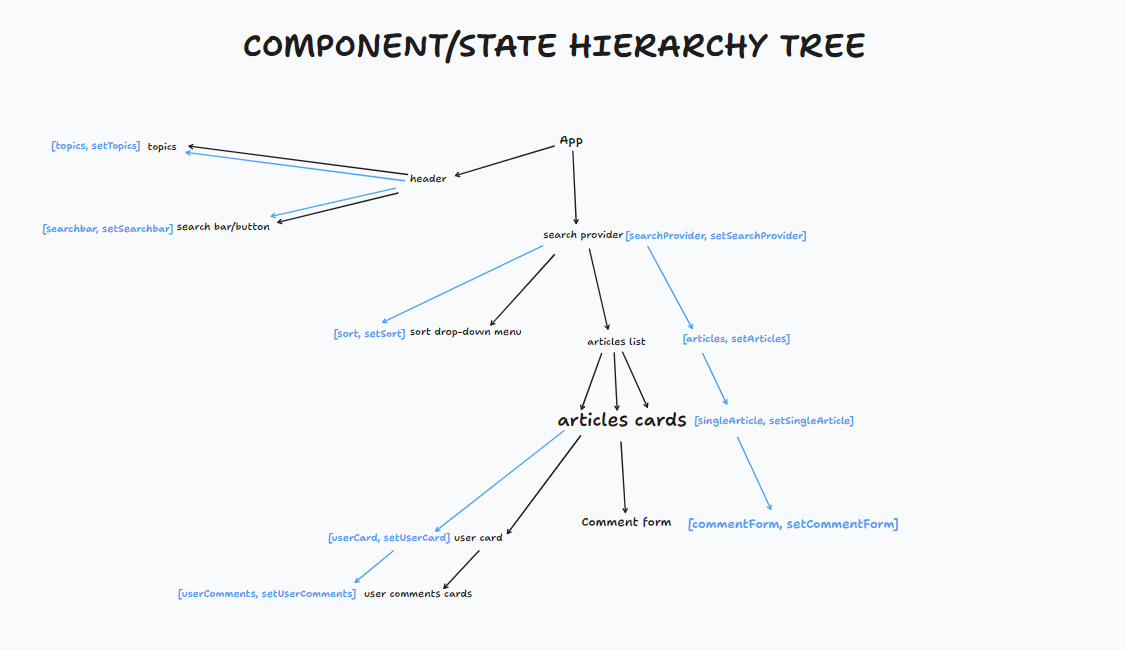 COMPONENT/STATE HIERARCHY TREE
App
[topics, setTopics] topics
header
[searchbar, setSearchbar] search bar/button
search provider [searchProvider, setSearchProvider]
[sort, setSort] sort drop-down menu
articles list
[articles, setArticles]
articles cards [singleArticle, setSingleArticle]
Comment form [commentForm, setCommentForm]
[userCard, setUserCard] user card
[userComments, setUserComments] user comments cards